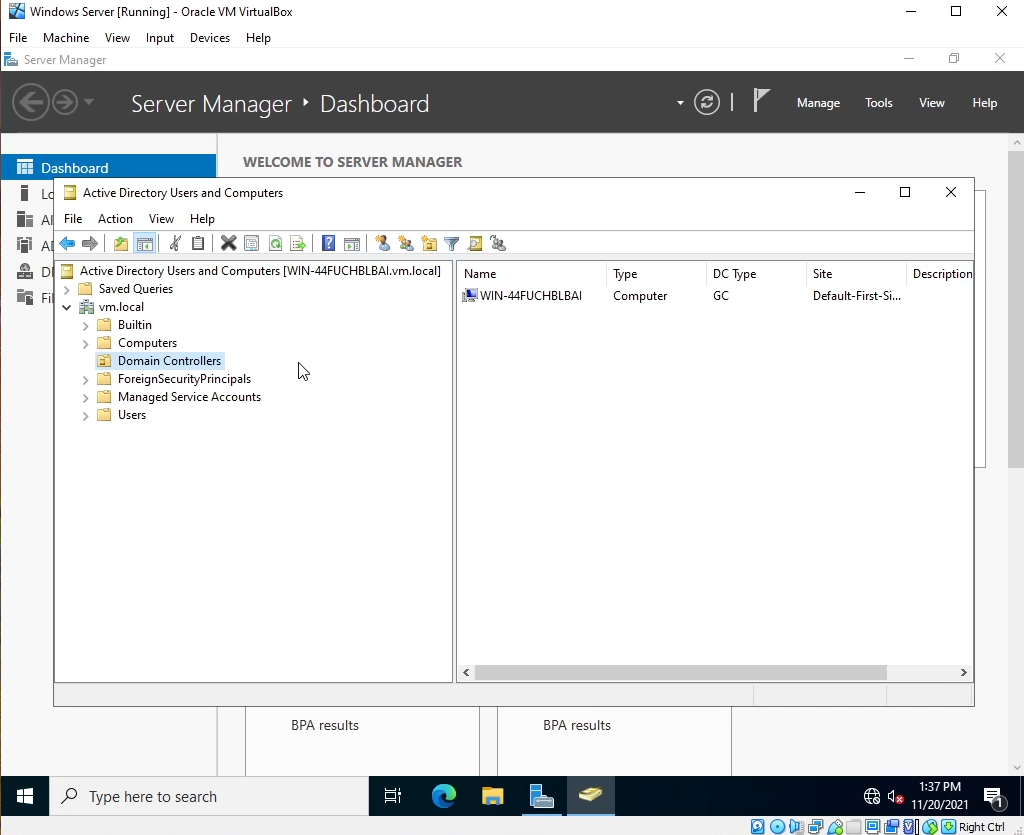 Windows Server [Running] - Oracle VM VirtualBox
File Machine View Input Devices Help
Server Manager
Server Manager Dashboard
Manage Tools View Help
Dashboard
WELCOME TO SERVER MANAGER
Lo
Al
Fi
Active Directory Users and Computers
File Action View Help
Active Directory Users and Computers [WIN-44FUCHBLBAI.vm.local]
Saved Queries
vm.local
Builtin
Computers
Domain Controllers
ForeignSecurityPrincipals
Managed Service Accounts
Users
Name Type DC Type Site Description
WIN-44FUCHBLBAI Computer GC Default-First-Si...
BPA results BPA results
Type here to search
1:37 PM
11/20/2021
1
Right Ctrl